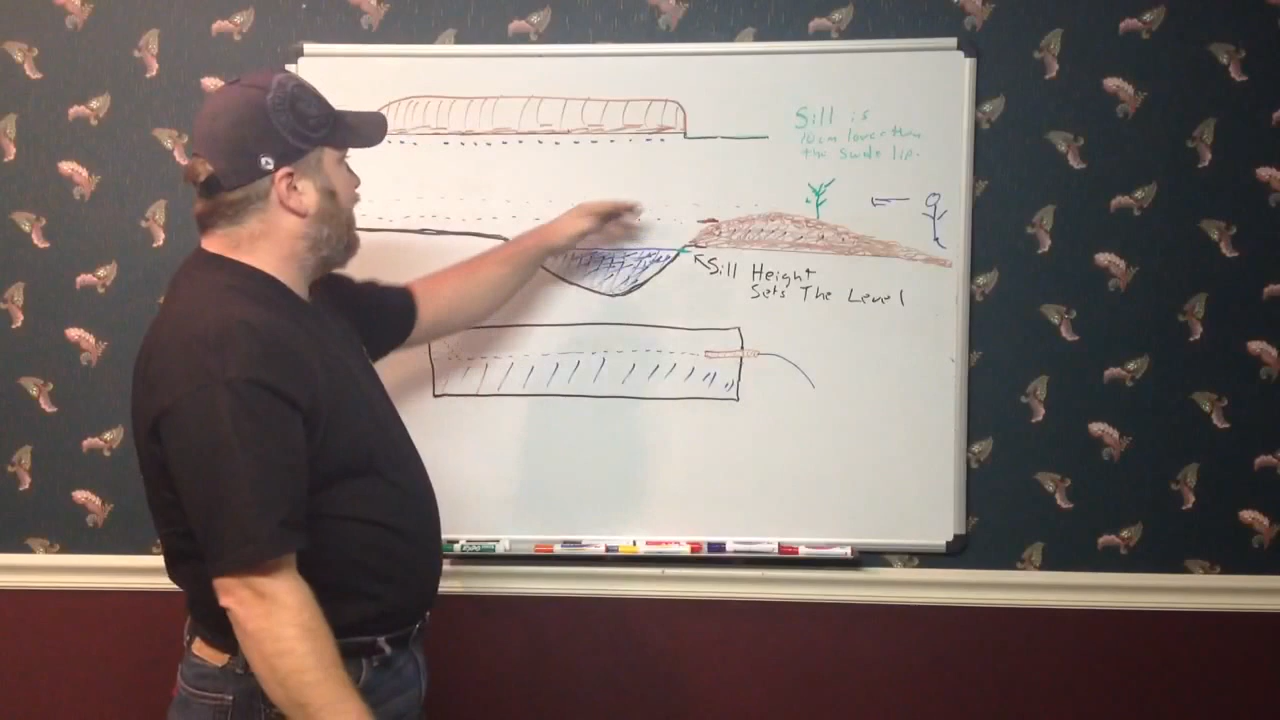 Sill is
10cm lower than
the swale lip.
Sill Height
Sets The Level